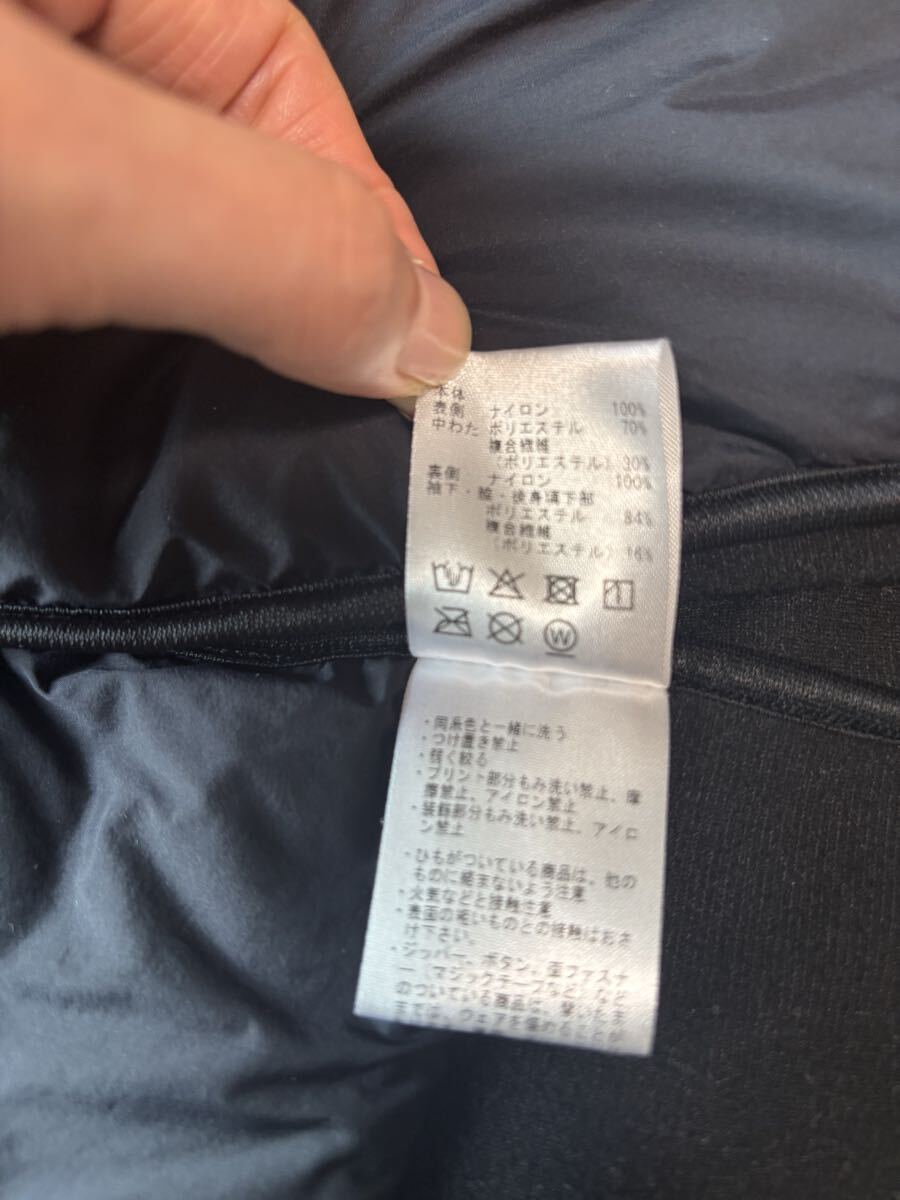 本体
表側 ナイロン 100%
中わた ポリエステル 70%
複合繊維
(ポリエステル) 30%
裏側 ナイロン 100%
袖下・脇・後身頃下部
ポリエステル 84%
複合繊維
(ポリエステル) 16%
W
・同系色と一緒に洗う
・つけ置き禁止
・弱く絞る
・プリント部分もみ洗い禁止、摩
擦禁止、アイロン禁止
・装飾部分もみ洗い禁止、アイロ
ン禁止
・ひもがついている商品は、他の
ものに絡まないよう注意
・火気などと接触注意
・表面の粗いものとの接触はおさ
け下さい。
・ジッパー、ボタン、面ファスナ
ー（マジックテープなど）など
のついている商品は、開いたま
までは、ウェアを傷めることが